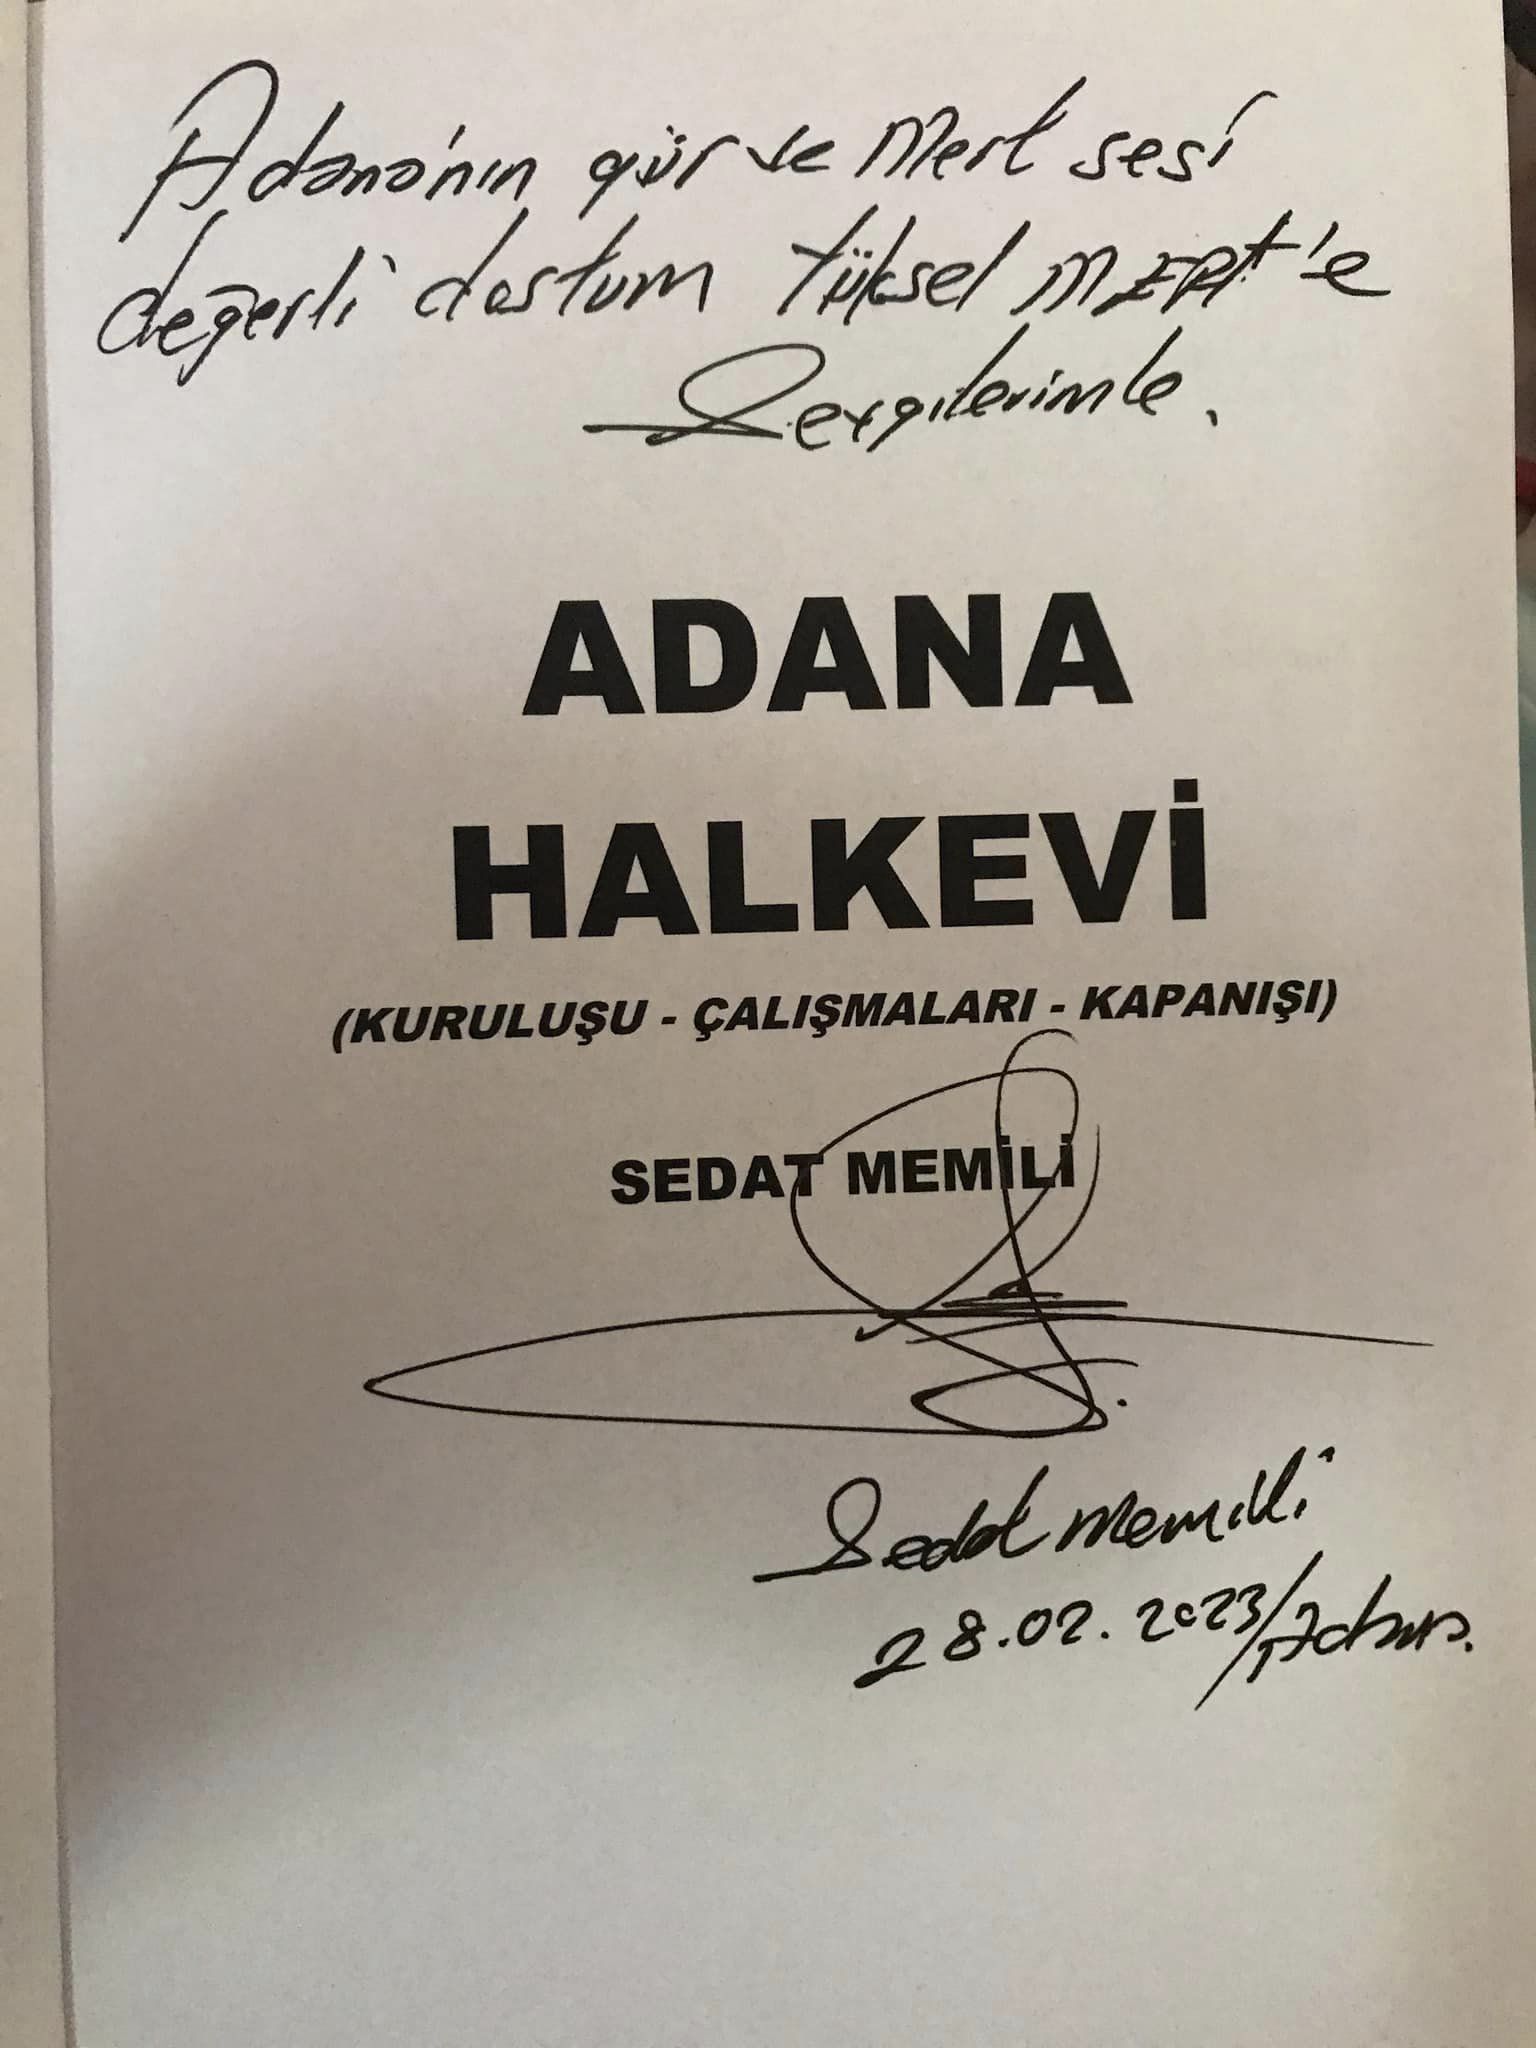 Adana'nın gür ve Mert sesi
değerli dostum Yüksel MERT'e
Sevgilerimle.
ADANA
HALKEVİ
(KURULUŞU - ÇALIŞMALARI - KAPANIŞI)
SEDAT MEMİLİ
Sedat Memili
28.02.2023/Adana.